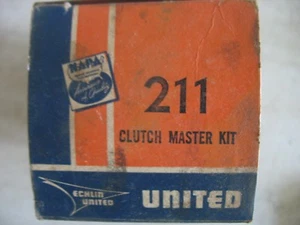 NAPA
211
CLUTCH MASTER KIT
ECHLIN
UNITED
UNITED